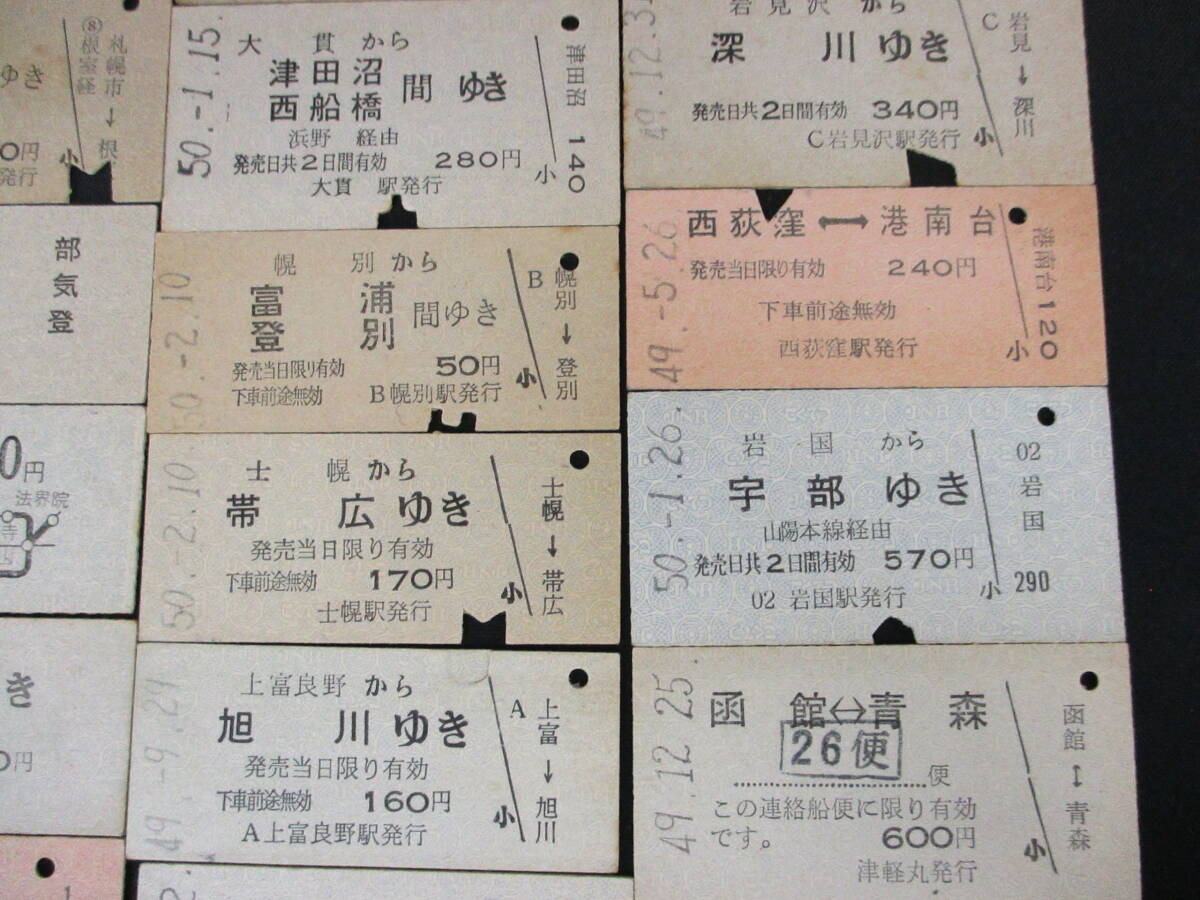 ⑧根室経
札幌市→根
ゆき
0円
小
発行
部
気
登
0円
法界院
寺
き
0円
50.-1.15.
大貫から
津田沼
西船橋
間ゆき
浜野 経由
発売日共2日間有効 280円
大貫 駅発行
小
津田沼 140
50.-2.10
幌別から
富浦
登別
間ゆき
発売当日限り有効 50円
下車前途無効 B幌別駅発行
小
B
幌別→登別
50.-2.10
士幌から
帯広ゆき
発売当日限り有効
下車前途無効 170円
士幌駅発行
小
士幌→帯広
49.-9.29
上富良野から
旭川ゆき
発売当日限り有効
下車前途無効 160円
A上富良野駅発行
小
A
上富→旭川
2.
49.12.3
岩見沢から
深川ゆき
発売日共2日間有効 340円
C岩見沢駅発行
小
C
岩見→深川
49.-5.26
西荻窪↔港南台
発売当日限り有効 240円
下車前途無効
西荻窪駅発行
小
港南台120
50.-1.26.
岩国から
宇部ゆき
山陽本線経由
発売日共2日間有効 570円
02 岩国駅発行
小
02
岩国
290
49.12 25
函館↔青森
26便
便
この連絡船便に限り有効
です。 600円
津軽丸発行
小
函館↔青森